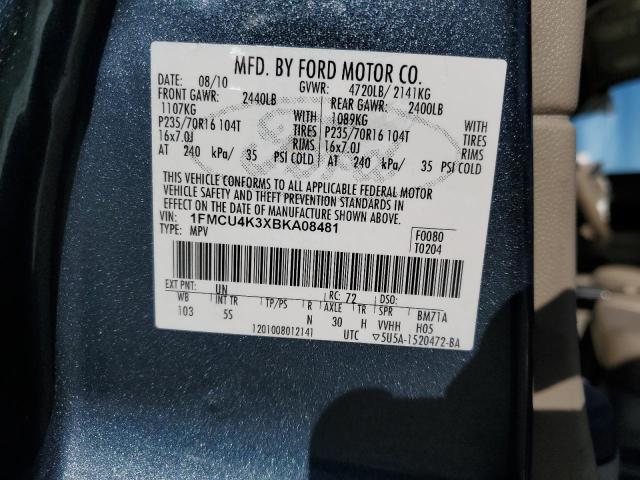 MFD. BY FORD MOTOR CO.
DATE: 08/10 GVWR: 4720LB/ 2141KG
FRONT GAWR: 2440LB REAR GAWR: 2400LB
1107KG WITH 1089KG WITH
P235/70R16 104T TIRES P235/70R16 104T TIRES
16x7.0J RIMS 16x7.0J RIMS
AT 240 kPa/ 35 PSI COLD AT 240 kPa/ 35 PSI COLD
THIS VEHICLE CONFORMS TO ALL APPLICABLE FEDERAL MOTOR
VEHICLE SAFETY AND THEFT PREVENTION STANDARDS IN
EFFECT ON THE DATE OF MANUFACTURE SHOWN ABOVE.
VIN: 1FMCU4K3XBKA08481
TYPE: MPV
F0080
T0204
EXT PNT: UN RC: 72 DSO:
WB INT TR TP/PS R AXLE TR SPR BM71A
103 5S N 30 H VVHH H05
1201008012141 UTC ▽5U5A-1520472-BA